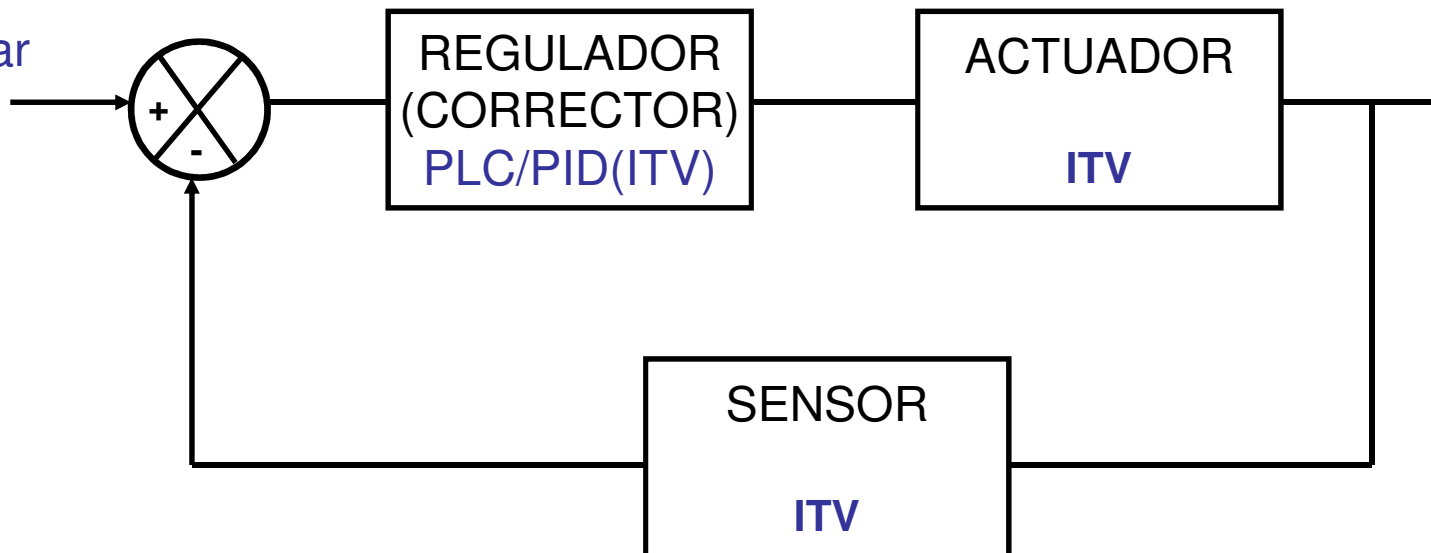 ar
+
-
REGULADOR
(CORRECTOR)
PLC/PID(ITV)
ACTUADOR
ITV
SENSOR
ITV